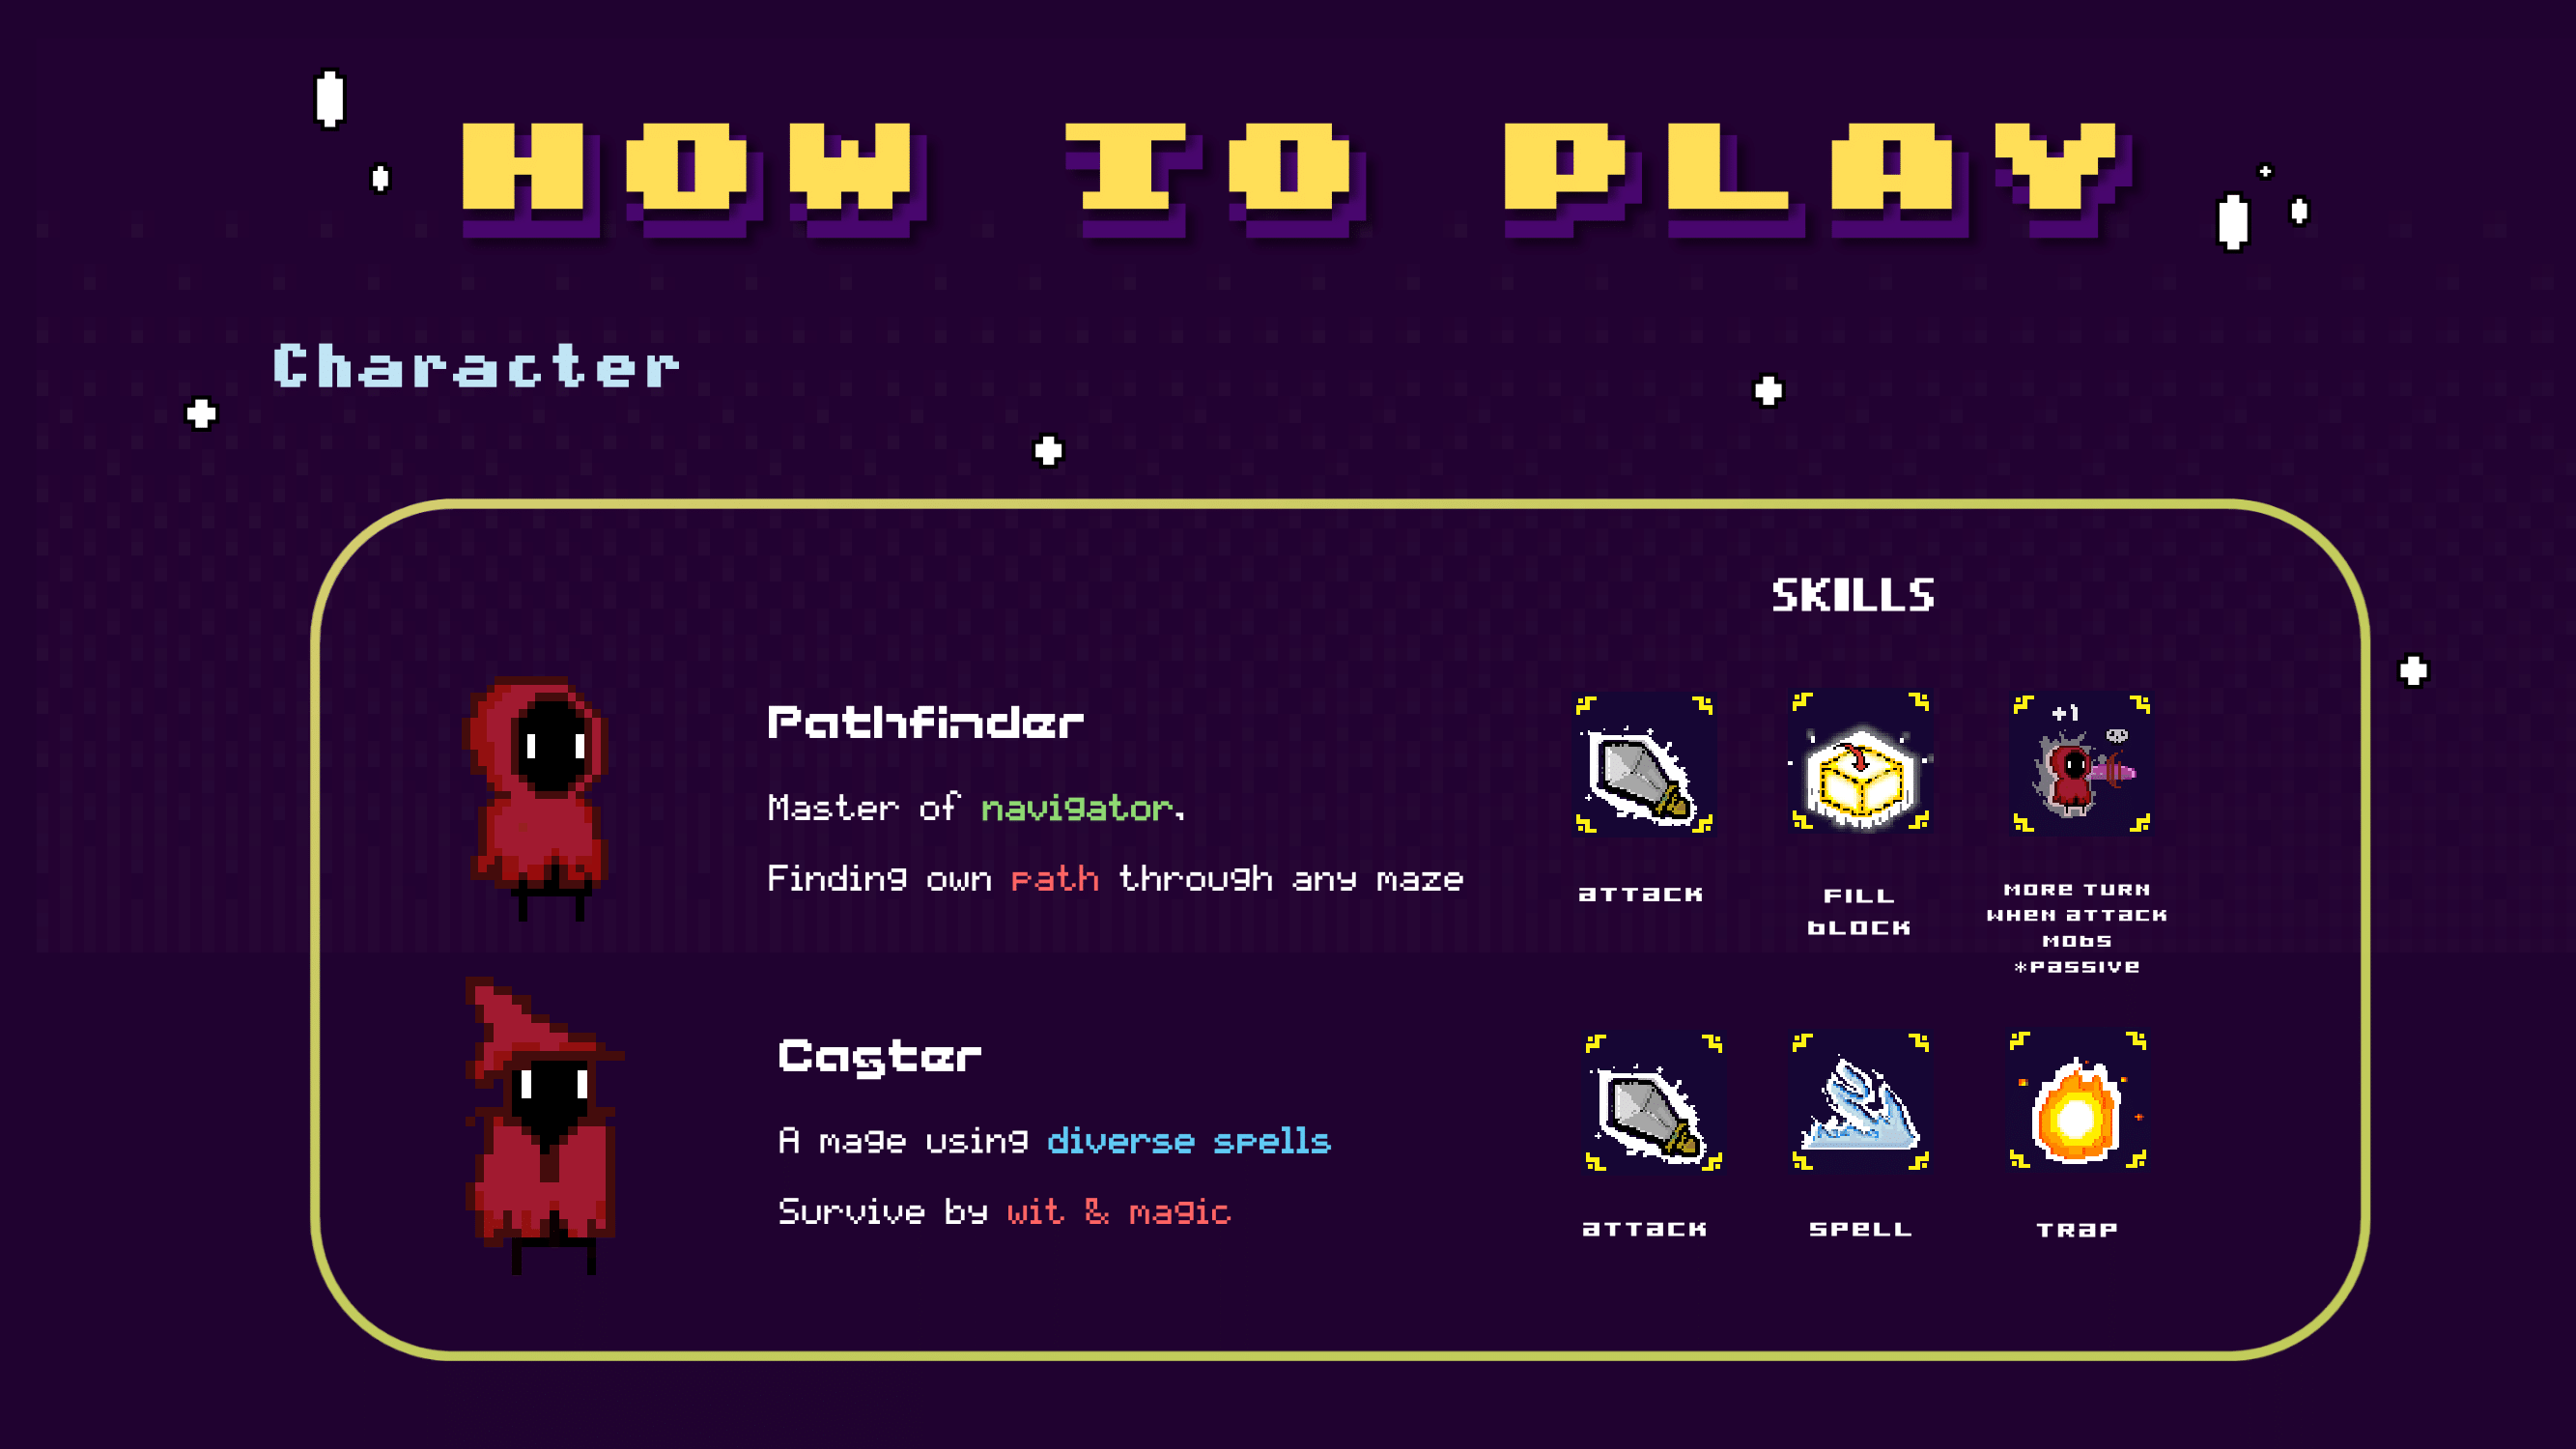 HOW TO PLAY
Character
SKILLS
Pathfinder
Master of navigator,
Finding own path through any maze
+1
ATTACK
FILL
BLOCK
MORE TURN
WHEN ATTACK
MOBS
*PASSIVE
Caster
A mage using diverse spells
Survive by wit & magic
ATTACK
SPELL
TRAP